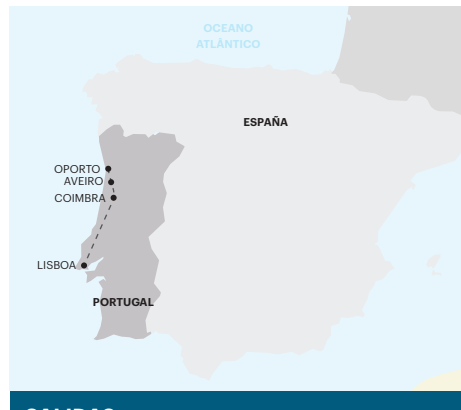 OCEANO
ATLÁNTICO
ESPAÑA
OPORTO
AVEIRO
COIMBRA
LISBOA
PORTUGAL